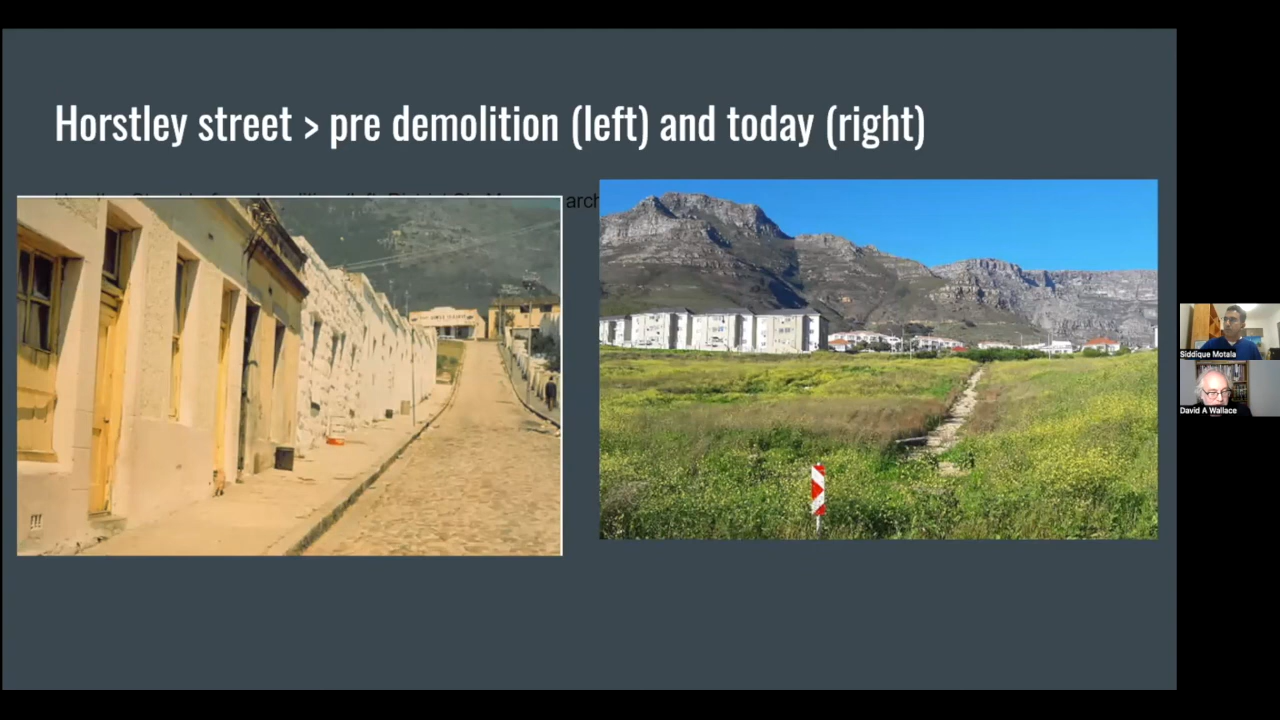 Horstley street > pre demolition (left) and today (right)
arch
Siddique Motala
David A Wallace